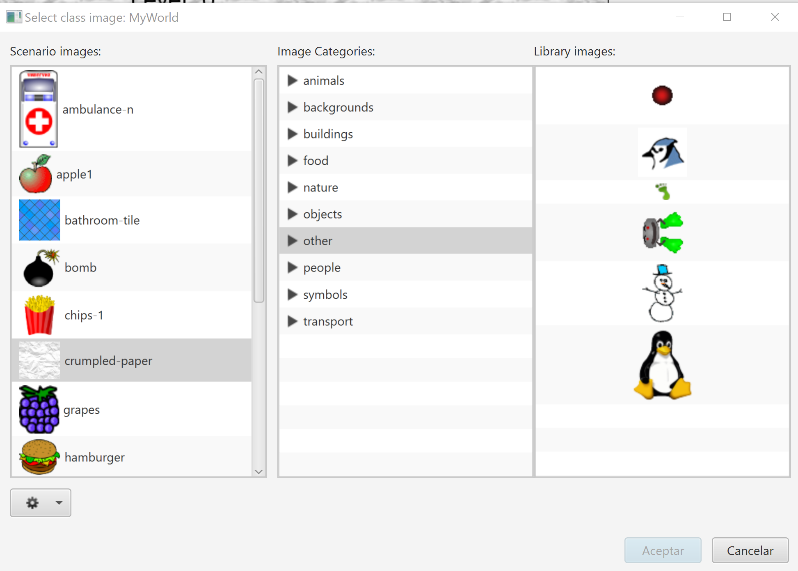 Select class image: MyWorld
Scenario images:
ambulance-n
apple1
bathroom-tile
bomb
chips-1
crumpled-paper
grapes
hamburger
Image Categories:
animals
backgrounds
buildings
food
nature
objects
other
people
symbols
transport
Library images:
Aceptar
Cancelar